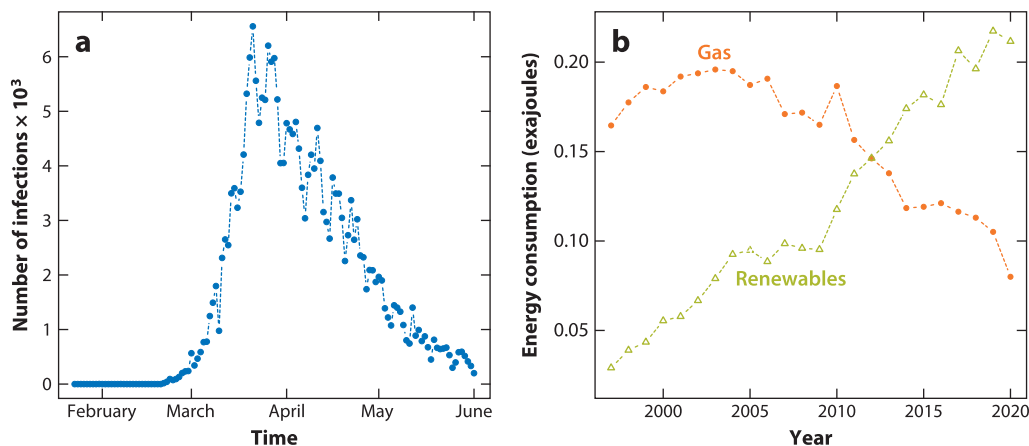 a
Number of infections × 10³
6
5
4
3
2
1
0
February March April May June
Time
b
Gas
Renewables
Energy consumption (exajoules)
0.20
0.15
0.10
0.05
2000 2005 2010 2015 2020
Year